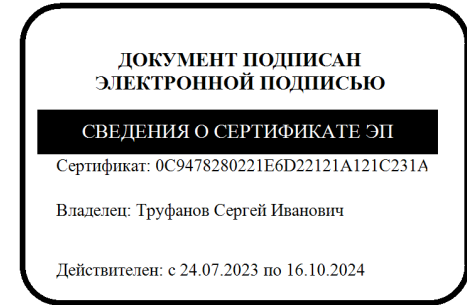 ДОКУМЕНТ ПОДПИСАН
ЭЛЕКТРОННОЙ ПОДПИСЬЮ
СВЕДЕНИЯ О СЕРТИФИКАТЕ ЭП
Сертификат: 0C9478280221E6D22121A121C231A
Владелец: Труфанов Сергей Иванович
Действителен: с 24.07.2023 по 16.10.2024